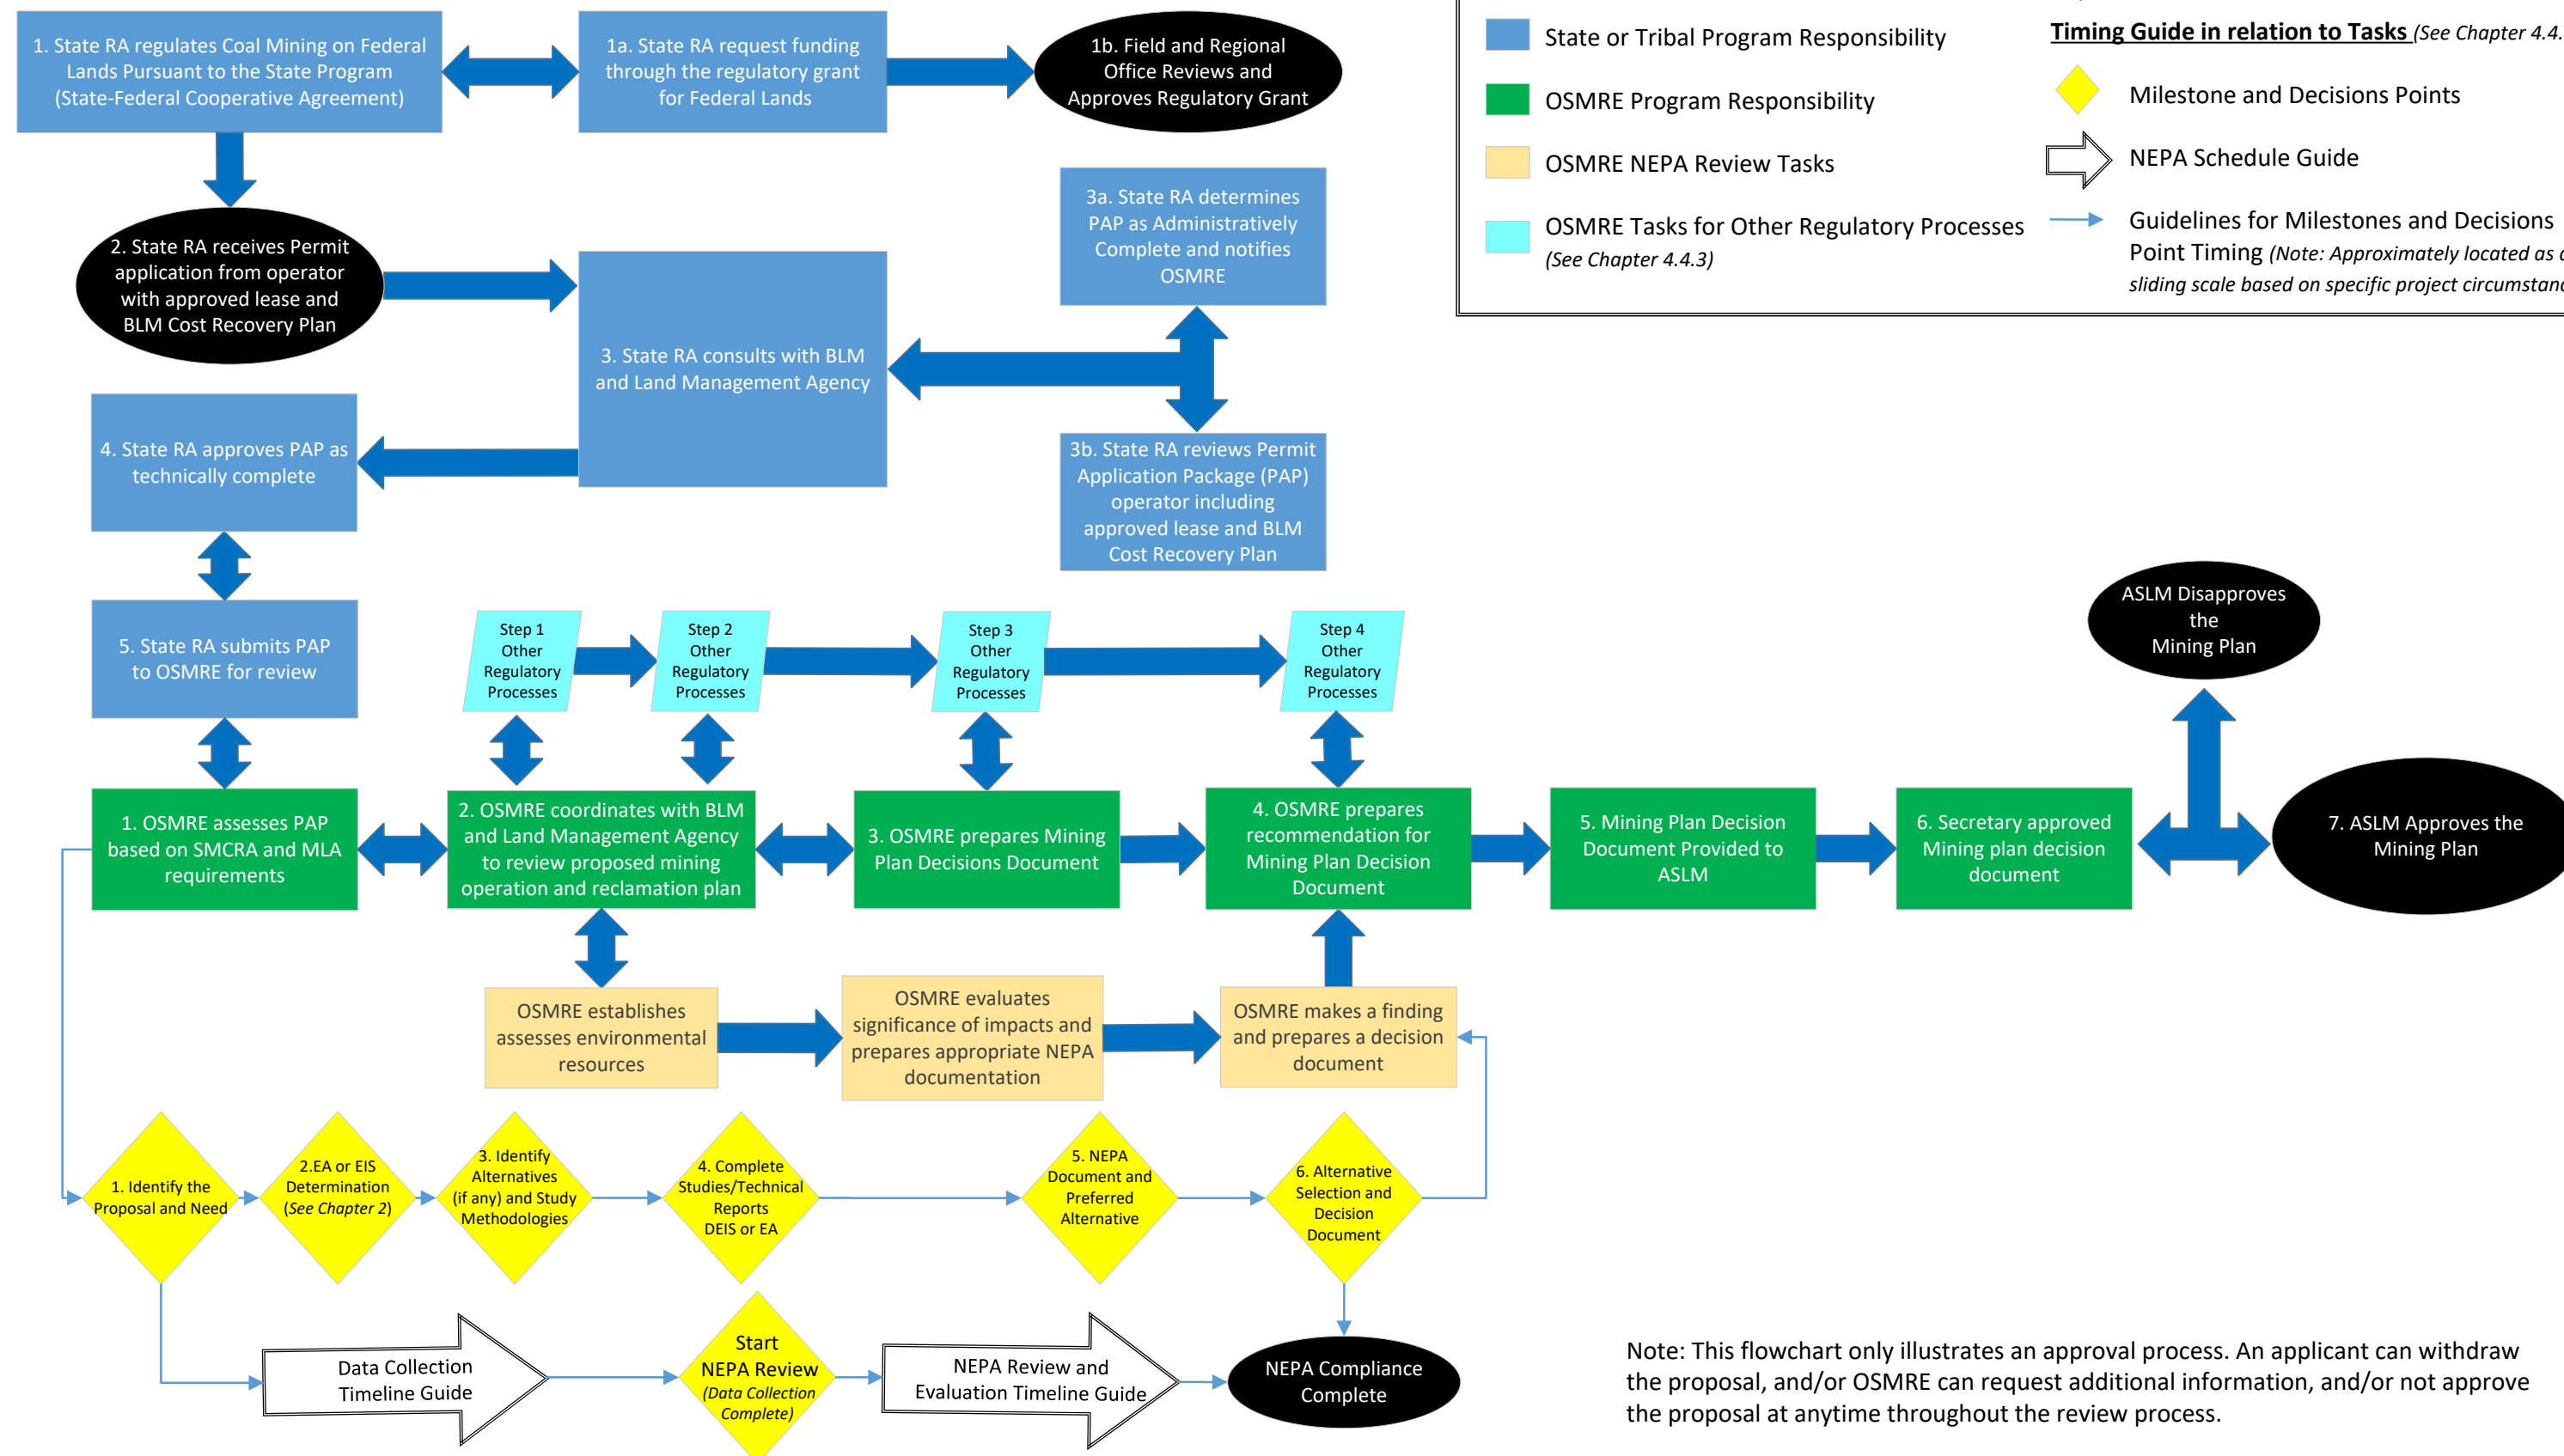 1. State RA regulates Coal Mining on Federal
Lands Pursuant to the State Program
(State-Federal Cooperative Agreement)
1a. State RA request funding
through the regulatory grant
for Federal Lands
1b. Field and Regional
Office Reviews and
Approves Regulatory Grant
State or Tribal Program Responsibility
OSMRE Program Responsibility
OSMRE NEPA Review Tasks
OSMRE Tasks for Other Regulatory Processes
(See Chapter 4.4.3)
Timing Guide in relation to Tasks (See Chapter 4.4.
Milestone and Decisions Points
NEPA Schedule Guide
Guidelines for Milestones and Decisions
Point Timing (Note: Approximately located as
sliding scale based on specific project
2. State RA receives Permit
application from operator
with approved lease and
BLM Cost Recovery Plan
3. State RA consults with BLM
and Land Management Agency
3a. State RA determines
PAP as Administratively
Complete and notifies
OSMRE
3b. State RA reviews Permit
Application Package (PAP)
operator including
approved lease and BLM
Cost Recovery Plan
4. State RA approves PAP as
technically complete
5. State RA submits PAP
to OSMRE for review
Step 1
Other
Regulatory
Processes
Step 2
Other
Regulatory
Processes
Step 3
Other
Regulatory
Processes
Step 4
Other
Regulatory
Processes
ASLM Disapproves
the
Mining Plan
1. OSMRE assesses PAP
based on SMCRA and MLA
requirements
2. OSMRE coordinates with BLM
and Land Management Agency
to review proposed mining
operation and reclamation plan
3. OSMRE prepares Mining
Plan Decisions Document
4. OSMRE prepares
recommendation for
Mining Plan Decision
Document
5. Mining Plan Decision
Document Provided to
ASLM
6. Secretary approved
Mining plan decision
document
7. ASLM Approves the
Mining Plan
OSMRE establishes
assesses environmental
resources
OSMRE evaluates
significance of impacts and
prepares appropriate NEPA
documentation
OSMRE makes a finding
and prepares a decision
document
1. Identify the
Proposal and Need
2.EA or EIS
Determination
(See Chapter 2)
3. Identify
Alternatives
(if any) and Study
Methodologies
4. Complete
Studies/Technical
Reports
DEIS or EA
5. NEPA
Document and
Preferred
Alternative
6. Alternative
Selection and
Decision
Document
Data Collection
Timeline Guide
Start
NEPA Review
(Data Collection
Complete)
NEPA Review and
Evaluation Timeline Guide
NEPA Compliance
Complete
Note: This flowchart only illustrates an approval process. An applicant can withdraw
the proposal, and/or OSMRE can request additional information, and/or not approve
the proposal at anytime throughout the review process.